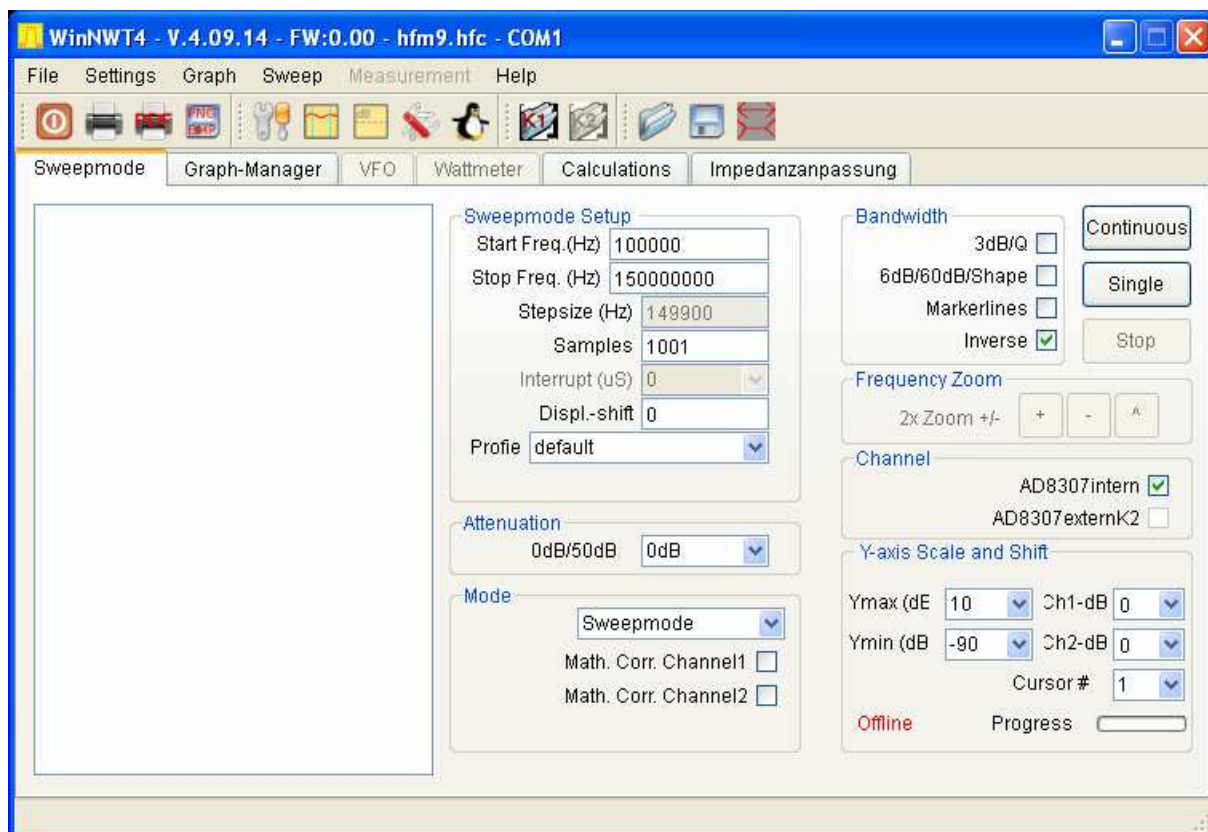 WinNWT4 - V.4.09.14 - FW:0.00 - hfm9.hfc - COM1
File Settings Graph Sweep Measurement Help
PNG
BMP
K1
K2
Sweepmode Graph-Manager VFO Wattmeter Calculations Impedanzanpassung
Sweepmode Setup
Start Freq.(Hz) 100000
Stop Freq. (Hz) 150000000
Stepsize (Hz) 149900
Samples 1001
Interrupt (uS) 0
Displ.-shift 0
Profie default
Attenuation
0dB/50dB 0dB
Mode
Sweepmode
Math. Corr. Channel1
Math. Corr. Channel2
Bandwidth
3dB/Q
6dB/60dB/Shape
Markerlines
Inverse
Continuous
Single
Stop
Frequency Zoom
2x Zoom +/- + - ^
Channel
AD8307intern
AD8307externK2
Y-axis Scale and Shift
Ymax (dE 10 Ch1-dB 0
Ymin (dB -90 Ch2-dB 0
Cursor # 1
Offline Progress